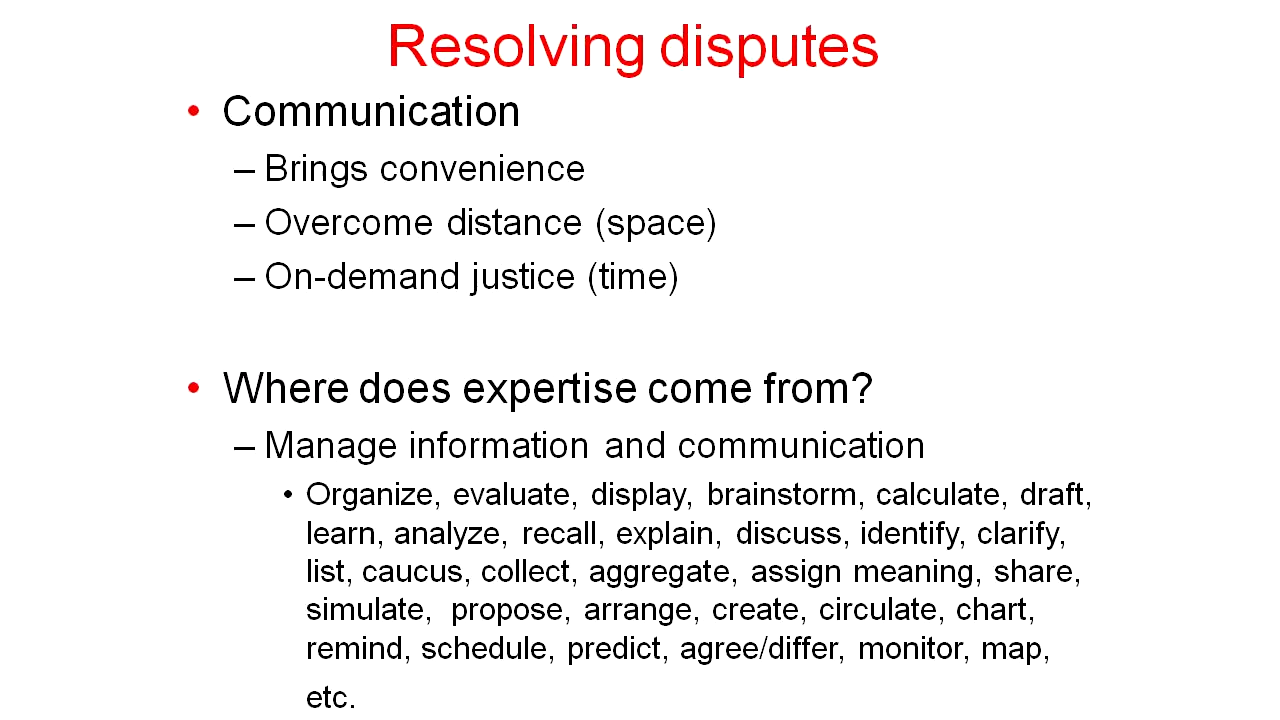 Resolving disputes
• Communication
– Brings convenience
– Overcome distance (space)
– On-demand justice (time)
• Where does expertise come from?
– Manage information and communication
• Organize, evaluate, display, brainstorm, calculate, draft,
learn, analyze, recall, explain, discuss, identify, clarify,
list, caucus, collect, aggregate, assign meaning, share,
simulate,  propose, arrange, create, circulate, chart,
remind, schedule, predict, agree/differ, monitor, map,
etc.